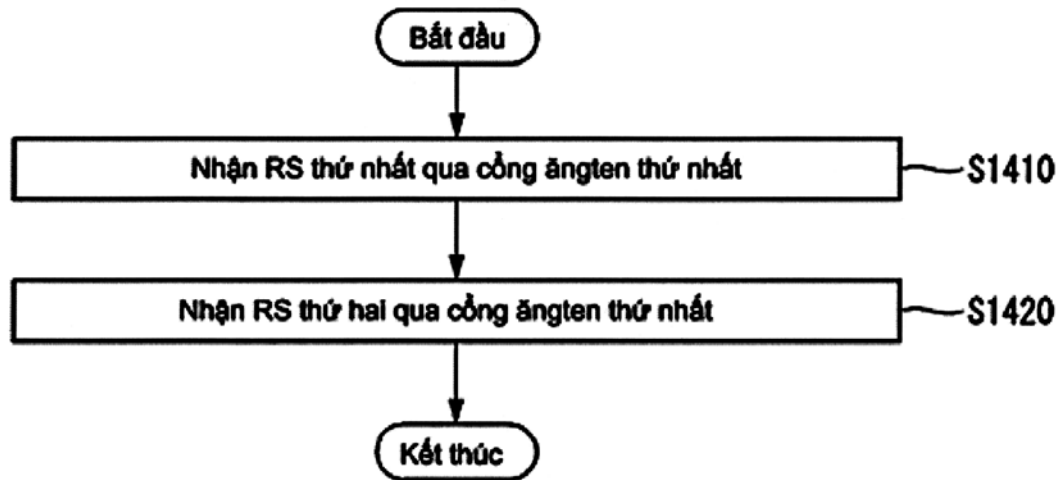 Bắt đầu
Nhận RS thứ nhất qua cổng ăngten thứ nhất
S1410
Nhận RS thứ hai qua cổng ăngten thứ nhất
S1420
Kết thúc